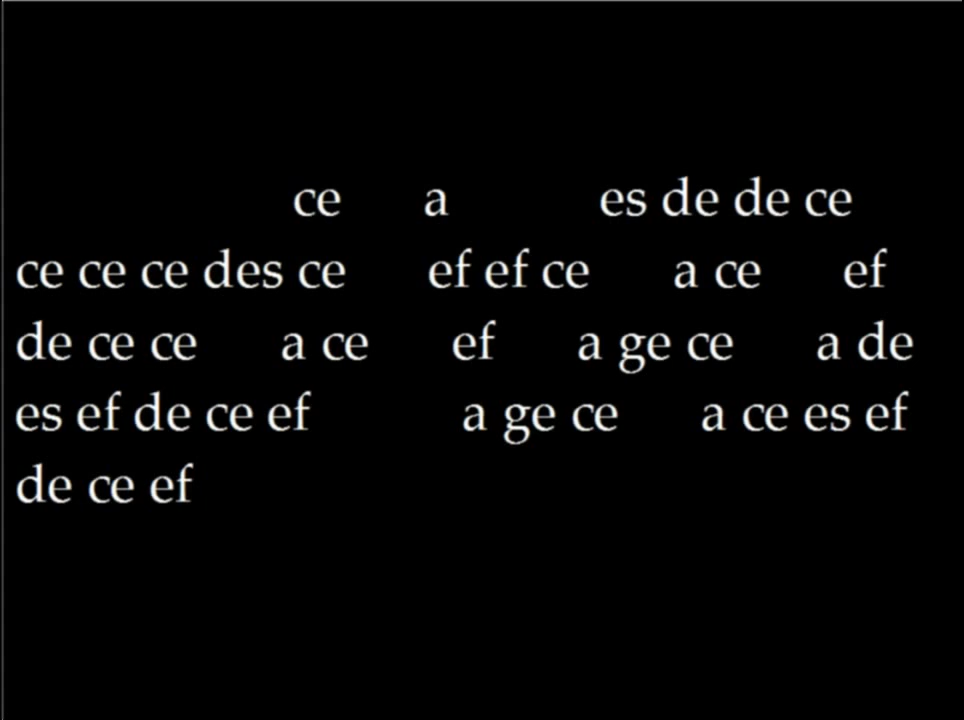 ce a es de de ce
ce ce ce des ce ef ef ce a ce ef
de ce ce a ce ef a ge ce a de
es ef de ce ef a ge ce a ce es ef
de ce ef